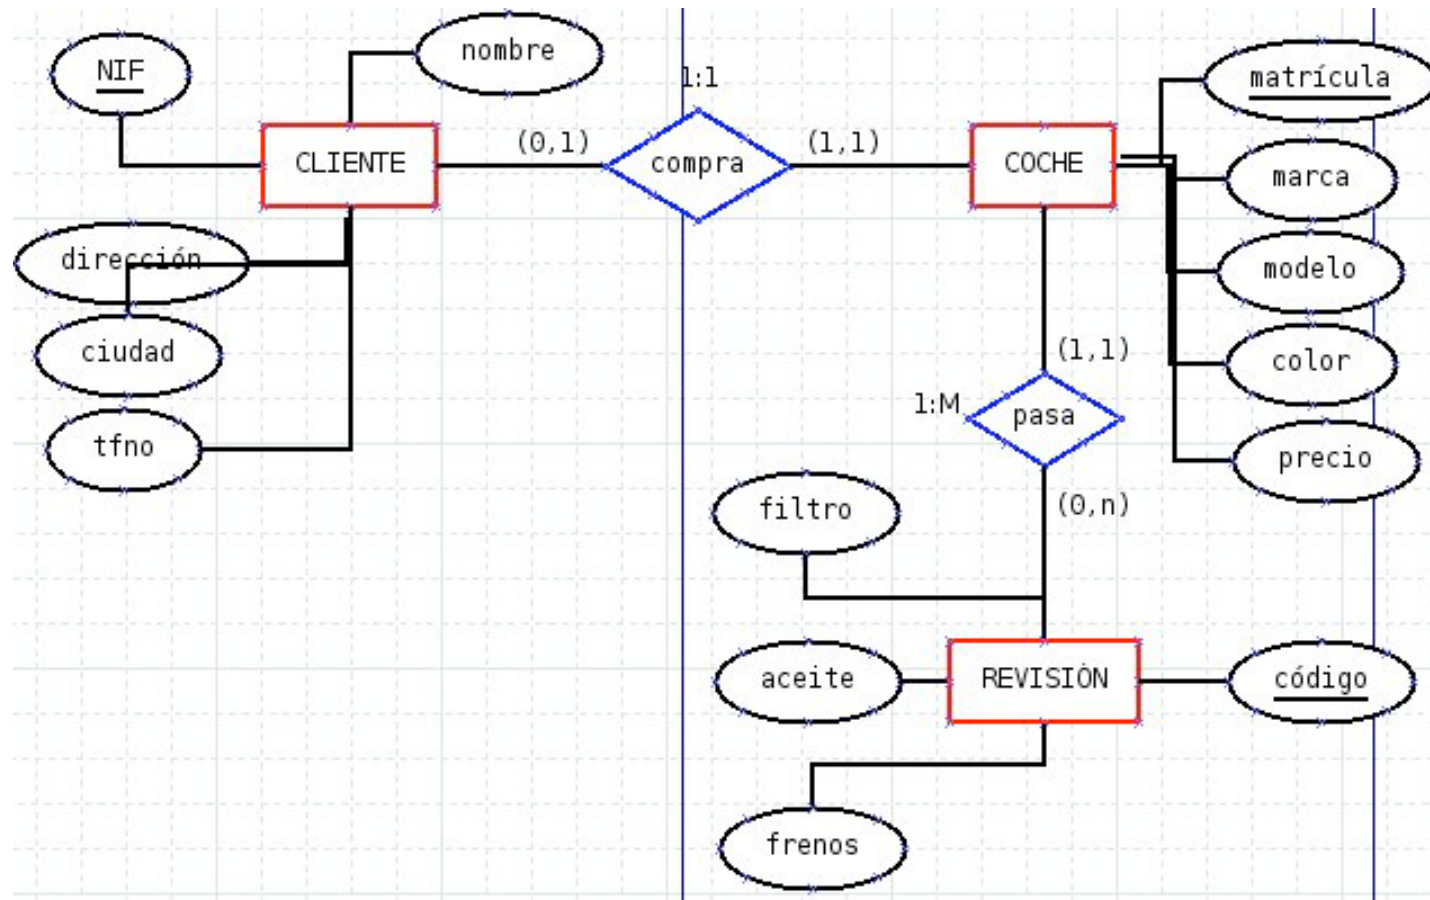 nombre
NIF
1:1
matrícula
CLIENTE
(0,1)
compra
(1,1)
COCHE
marca
dirección
modelo
ciudad
(1,1)
color
tfno
1:M
pasa
precio
filtro
(0,n)
aceite
REVISIÓN
código
frenos